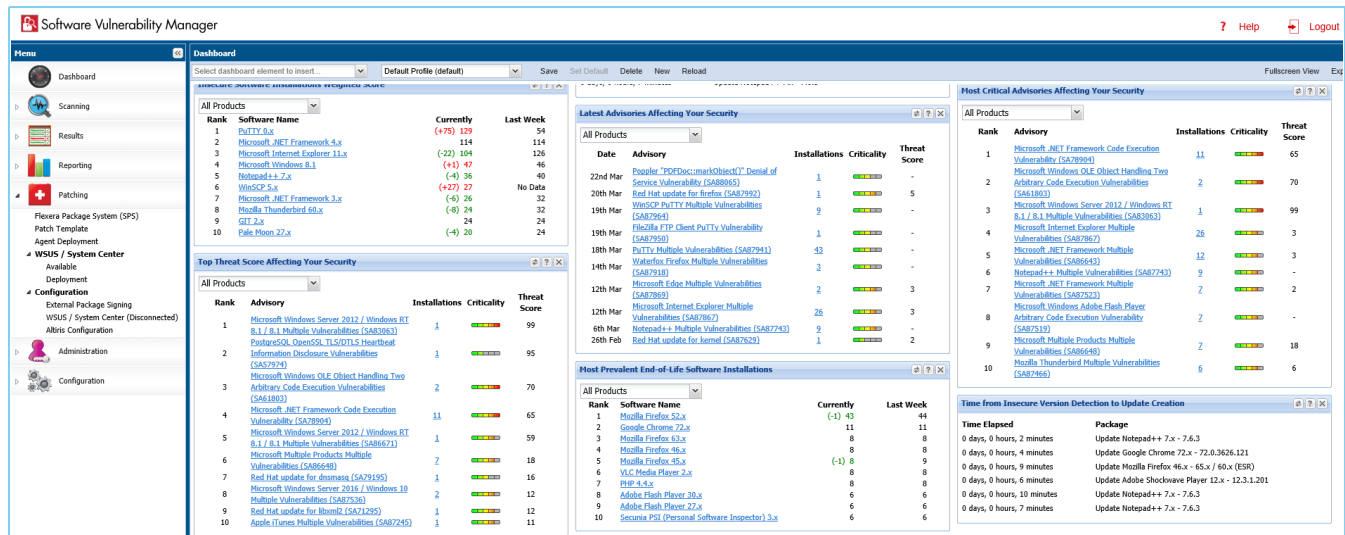 Software Vulnerability Manager
? Help Logout
Menu
Dashboard
Scanning
Results
Reporting
Patching
Flexera Package System (SPS)
Patch Template
Agent Deployment
WSUS / System Center
Available
Deployment
Configuration
External Package Signing
WSUS / System Center (Disconnected)
Altiris Configuration
Administration
Configuration
Dashboard
Select dashboard element to insert... Default Profile (default) Save Set Default Delete New Reload Fullscreen View Exp
Insecure Software Installations Weighted Score
All Products
Rank Software Name Currently Last Week
1 PuTTY 0.x (+75) 129 54
2 Microsoft .NET Framework 4.x 114 114
3 Microsoft Internet Explorer 11.x (-22) 104 126
4 Microsoft Windows 8.1 (+1) 47 46
5 Notepad++ 7.x (-4) 36 40
6 WinSCP 5.x (+27) 27 No Data
7 Microsoft .NET Framework 3.x (-6) 26 32
8 Mozilla Thunderbird 60.x (-8) 24 32
9 GIT 2.x 24 24
10 Pale Moon 27.x (-4) 20 24
Top Threat Score Affecting Your Security
All Products
Rank Advisory Installations Criticality Threat Score
1 Microsoft Windows Server 2012 / Windows RT
8.1 / 8.1 Multiple Vulnerabilities (SA83063) 1 99
2 PostgreSQL OpenSSL TLS/DTLS Heartbeat
Information Disclosure Vulnerabilities
(SA57974) 1 95
3 Microsoft Windows OLE Object Handling Two
Arbitrary Code Execution Vulnerabilities
(SA61803) 2 70
4 Microsoft .NET Framework Code Execution
Vulnerability (SA78904) 11 65
5 Microsoft Windows Server 2012 / Windows RT
8.1 / 8.1 Multiple Vulnerabilities (SA86671) 1 59
6 Microsoft Multiple Products Multiple
Vulnerabilities (SA86648) 7 18
7 Red Hat update for dnsmasq (SA79195) 1 16
8 Microsoft Windows Server 2016 / Windows 10
Multiple Vulnerabilities (SA87536) 2 12
9 Red Hat update for libxml2 (SA71295) 1 12
10 Apple iTunes Multiple Vulnerabilities (SA87245) 1 11
Latest Advisories Affecting Your Security
All Products
Date Advisory Installations Criticality Threat Score
22nd Mar Poppler "PDFDoc::markObject()" Denial of
Service Vulnerability (SA88065) 1 -
20th Mar Red Hat update for firefox (SA87992) 1 5
19th Mar WinSCP PuTTY Multiple Vulnerabilities
(SA87964) 9 -
19th Mar FileZilla FTP Client PuTTy Vulnerability
(SA87950) 1 -
18th Mar PuTTy Multiple Vulnerabilities (SA87941) 43 -
14th Mar Waterfox Firefox Multiple Vulnerabilities
(SA87918) 3 -
12th Mar Microsoft Edge Multiple Vulnerabilities
(SA87869) 2 3
12th Mar Microsoft Internet Explorer Multiple
Vulnerabilities (SA87867) 26 3
6th Mar Notepad++ Multiple Vulnerabilities (SA87743) 9 -
26th Feb Red Hat update for kernel (SA87629) 1 2
Most Prevalent End-of-Life Software Installations
All Products
Rank Software Name Currently Last Week
1 Mozilla Firefox 52.x (-1) 43 44
2 Google Chrome 72.x 11 11
3 Mozilla Firefox 63.x 8 8
4 Mozilla Firefox 46.x 8 8
5 Mozilla Firefox 45.x (-1) 8 9
6 VLC Media Player 2.x 8 8
7 PHP 4.4.x 8 8
8 Adobe Flash Player 30.x 6 6
9 Adobe Flash Player 27.x 6 6
10 Secunia PSI (Personal Software Inspector) 3.x 6 6
Most Critical Advisories Affecting Your Security
All Products
Rank Advisory Installations Criticality Threat Score
1 Microsoft .NET Framework Code Execution
Vulnerability (SA78904) 11 65
2 Microsoft Windows OLE Object Handling Two
Arbitrary Code Execution Vulnerabilities
(SA61803) 2 70
3 Microsoft Windows Server 2012 / Windows RT
8.1 / 8.1 Multiple Vulnerabilities (SA83063) 1 99
4 Microsoft Internet Explorer Multiple
Vulnerabilities (SA87867) 26 3
5 Microsoft .NET Framework Multiple
Vulnerabilities (SA86643) 12 3
6 Notepad++ Multiple Vulnerabilities (SA87743) 9 -
7 Microsoft .NET Framework Multiple
Vulnerabilities (SA87523) 7 2
8 Microsoft Windows Adobe Flash Player
Arbitrary Code Execution Vulnerability
(SA87519) 7 -
9 Microsoft Multiple Products Multiple
Vulnerabilities (SA86648) 7 18
10 Mozilla Thunderbird Multiple Vulnerabilities
(SA87466) 6 6
Time from Insecure Version Detection to Update Creation
Time Elapsed Package
0 days, 0 hours, 2 minutes Update Notepad++ 7.x - 7.6.3
0 days, 0 hours, 4 minutes Update Google Chrome 72.x - 72.0.3626.121
0 days, 0 hours, 9 minutes Update Mozilla Firefox 46.x - 65.x / 60.x (ESR)
0 days, 0 hours, 6 minutes Update Adobe Shockwave Player 12.x - 12.3.1.201
0 days, 0 hours, 10 minutes Update Notepad++ 7.x - 7.6.3
0 days, 0 hours, 7 minutes Update Notepad++ 7.x - 7.6.3